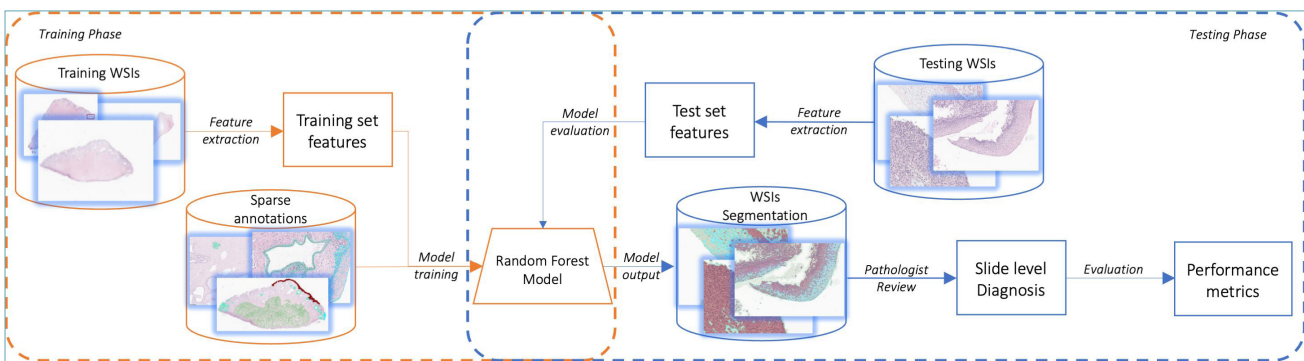 Training Phase
Training WSIs
Feature
extraction
Training set
features
Sparse
annotations
Model
training
Random Forest
Model
Testing Phase
Testing WSIs
Feature
extraction
Test set
features
Model
evaluation
Model
output
WSIs
Segmentation
Pathologist
Review
Slide level
Diagnosis
Evaluation
Performance
metrics